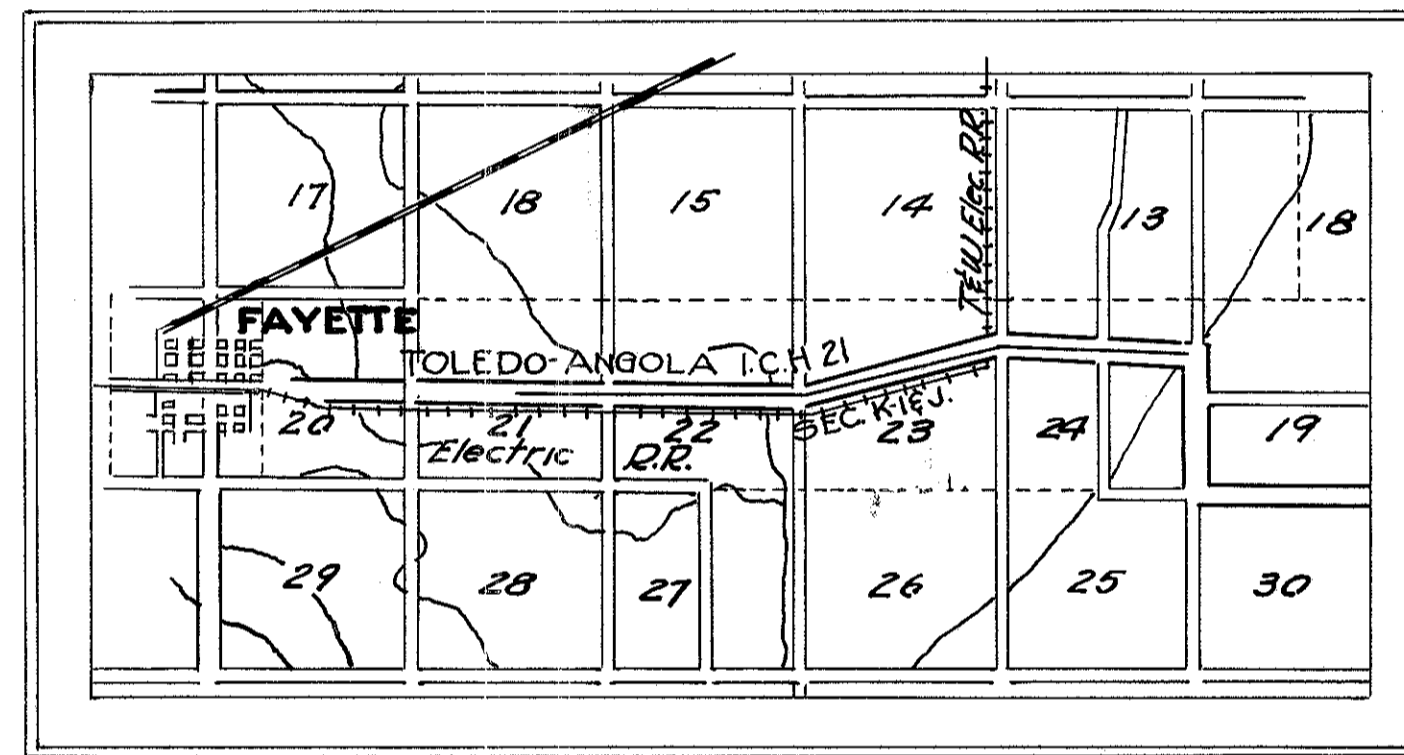 17 18 15 14 T.&W. Elec. R.R. 13 18
FAYETTE
TOLEDO-ANGOLA I.C.H 21
SEC. K-1&J.
20 21 22 23 24 19
Electric R.R.
29 28 27 26 25 30